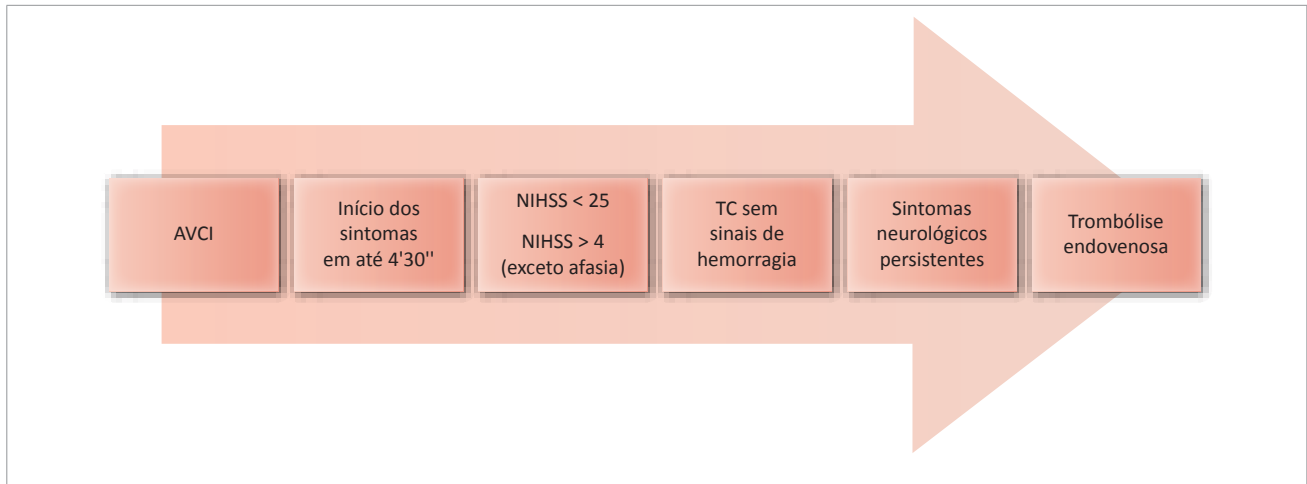 AVCI
Início dos
sintomas
em até 4'30''
NIHSS < 25
NIHSS > 4
(exceto afasia)
TC sem
sinais de
hemorragia
Sintomas
neurológicos
persistentes
Trombólise
endovenosa